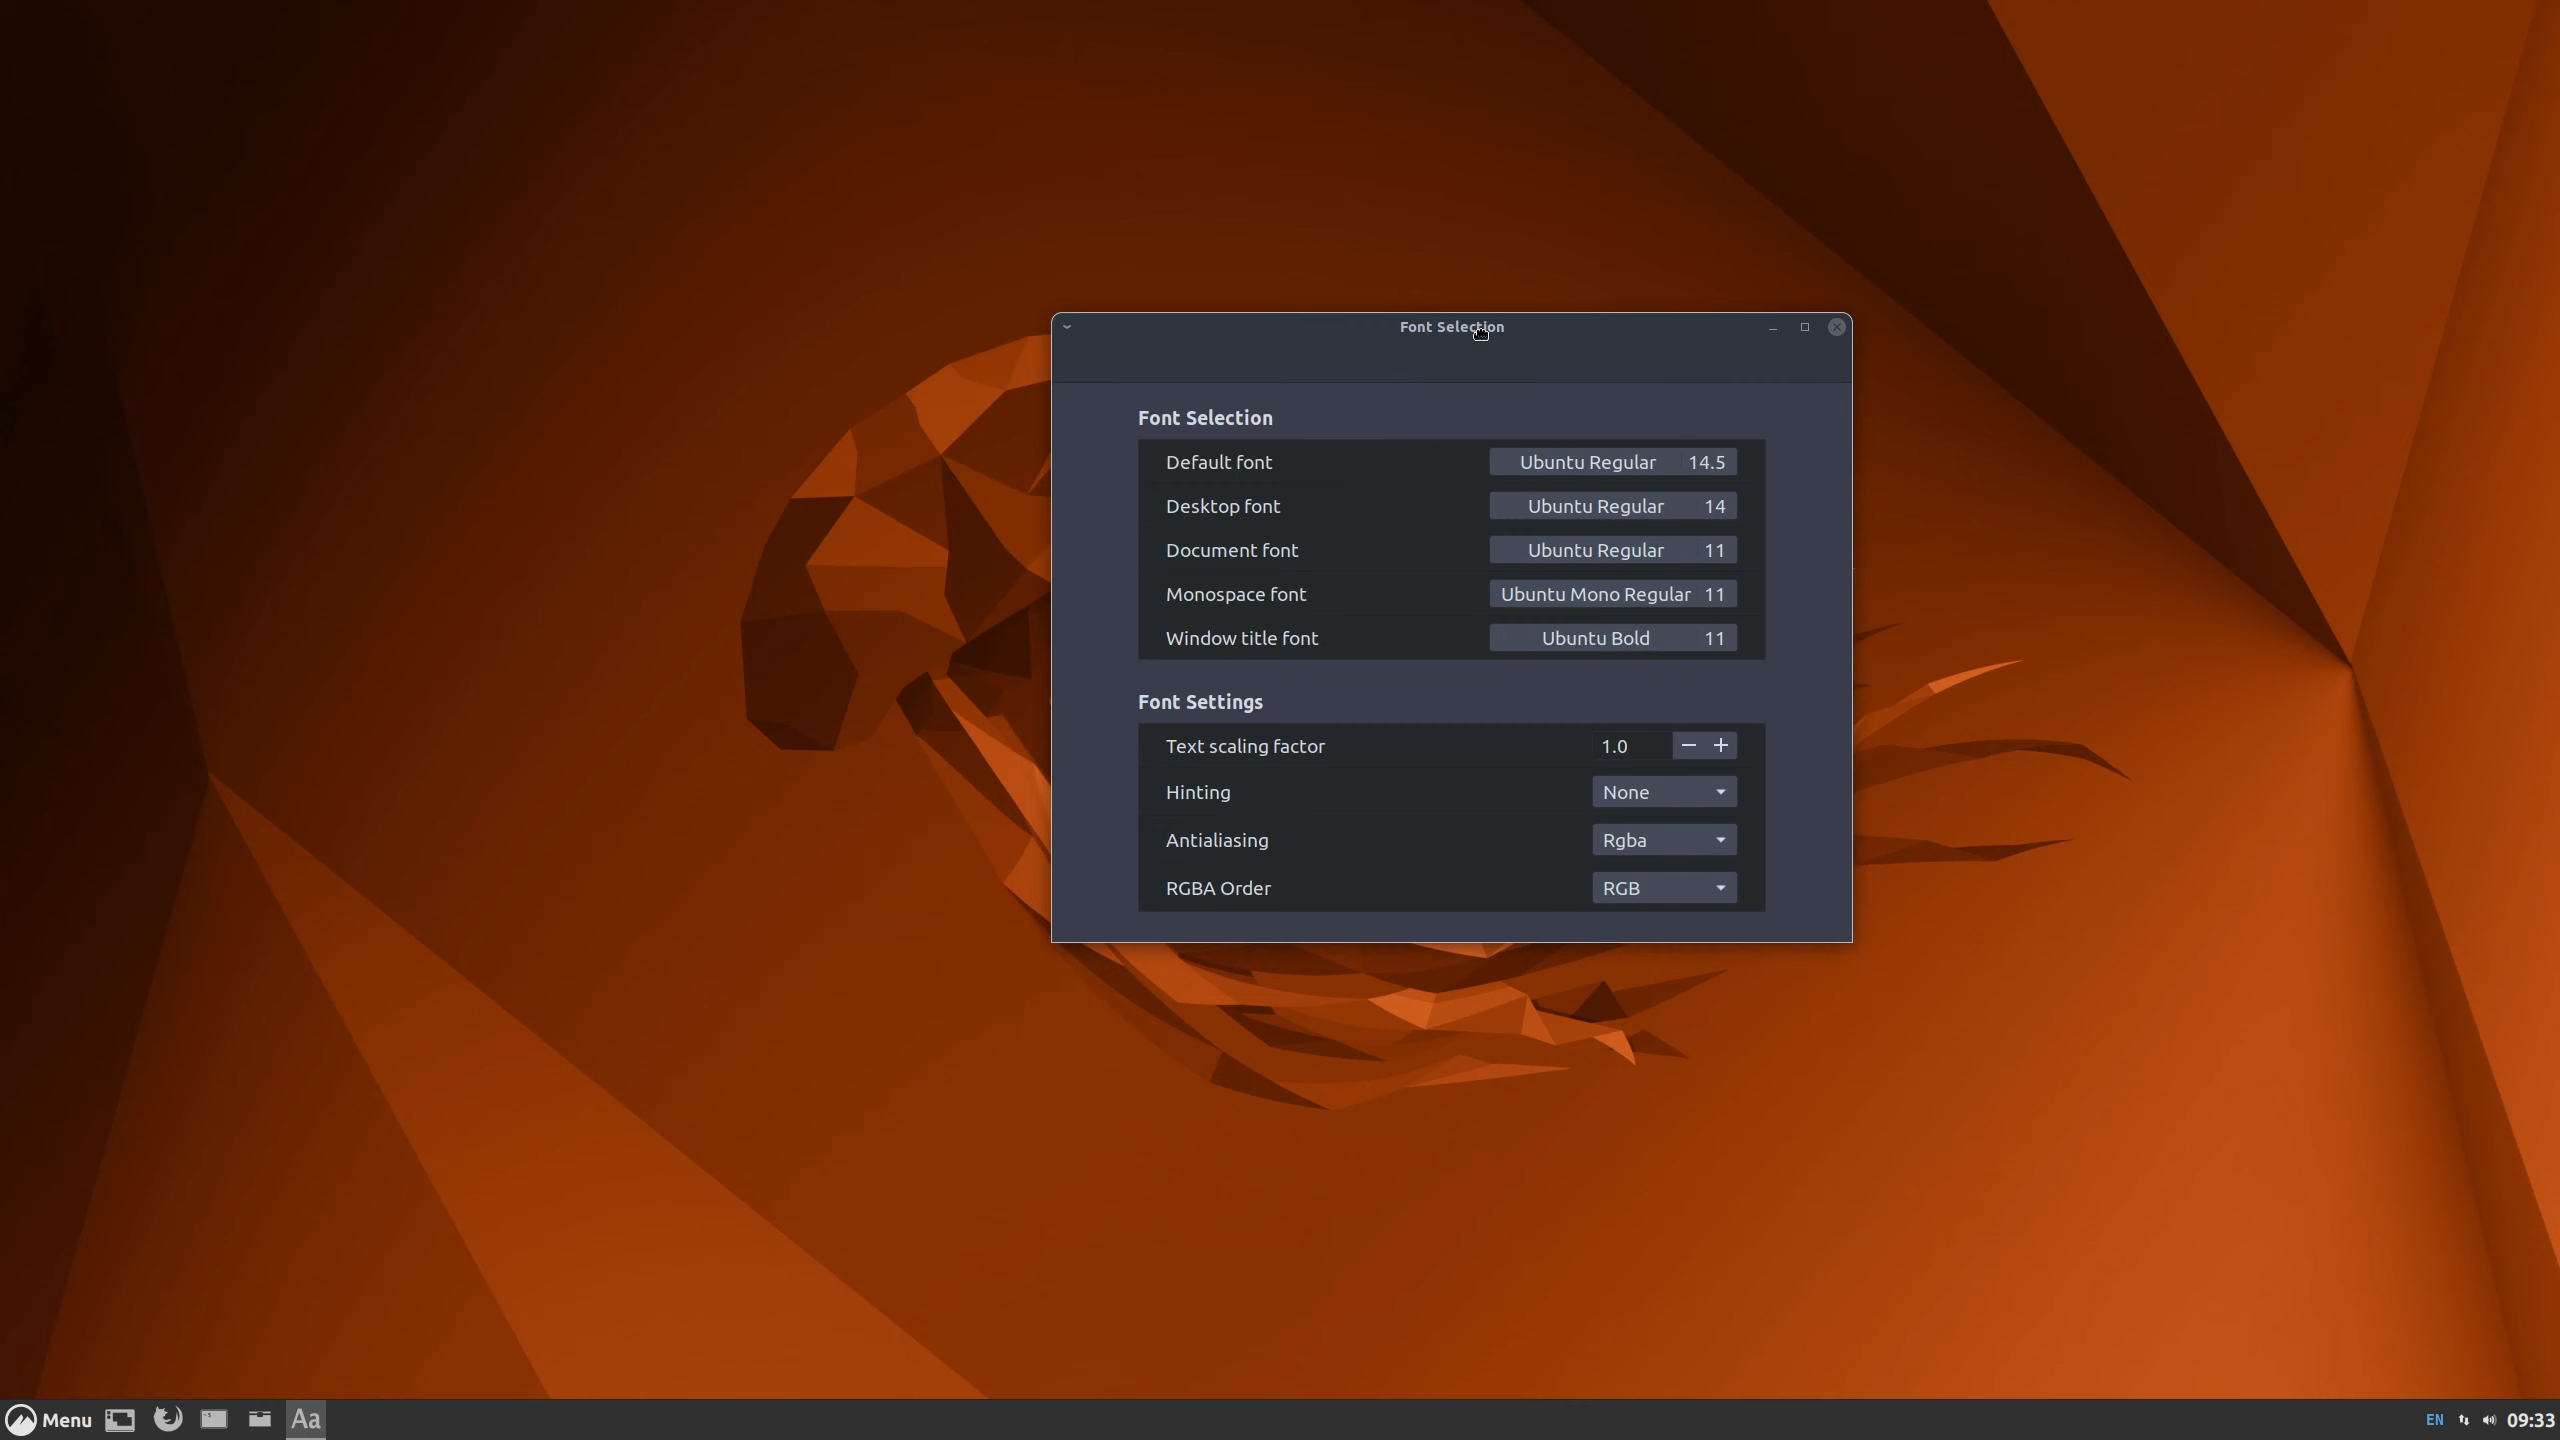 Font Selection
Font Selection
Default font Ubuntu Regular 14.5
Desktop font Ubuntu Regular 14
Document font Ubuntu Regular 11
Monospace font Ubuntu Mono Regular 11
Window title font Ubuntu Bold 11
Font Settings
Text scaling factor 1.0 − +
Hinting None
Antialiasing Rgba
RGBA Order RGB
Menu Aa EN 09:33